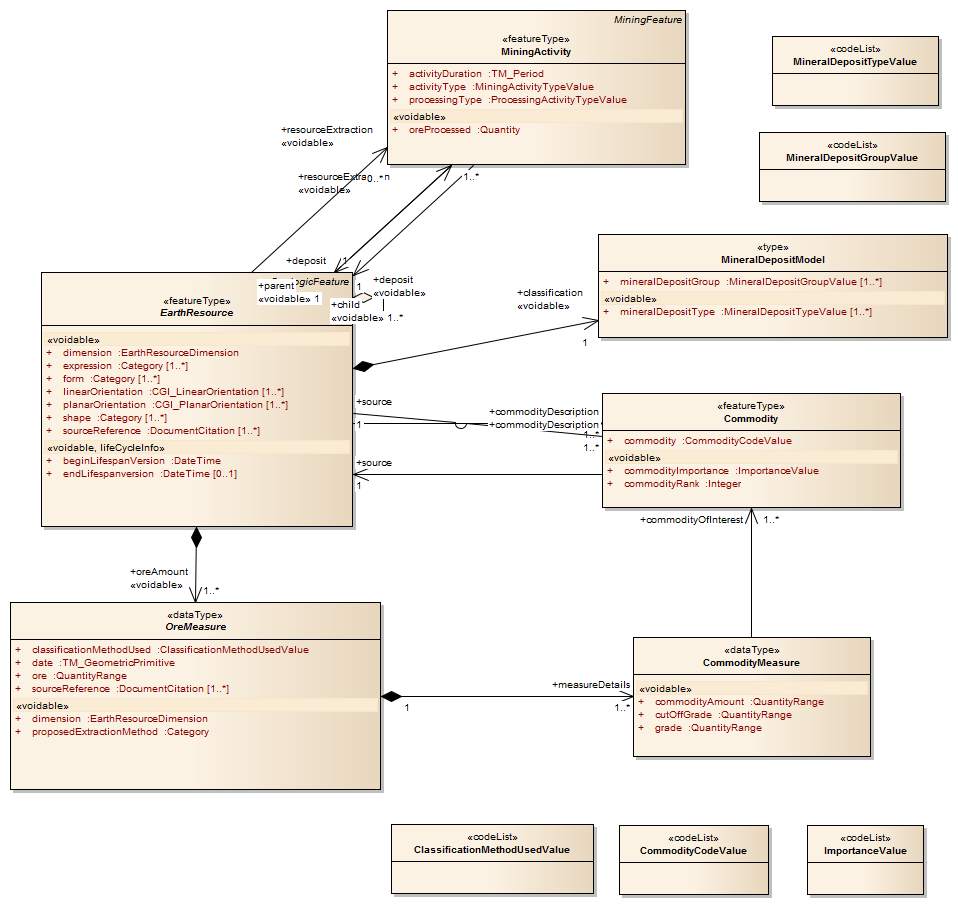 MiningFeature
«featureType»
MiningActivity
+ activityDuration :TM_Period
+ activityType :MiningActivityTypeValue
+ processingType :ProcessingActivityTypeValue
«voidable»
+ oreProcessed :Quantity
«codeList»
MineralDepositTypeValue
«codeList»
MineralDepositGroupValue
+resourceExtraction
«voidable»
0..*
«voidable»
1..*
+deposit
1
+deposit
«voidable»
1
+parent
«voidable» 1
+child
«voidable» 1..*
«featureType»
EarthResource
«voidable»
+ dimension :EarthResourceDimension
+ expression :Category [1..*]
+ form :Category [1..*]
+ linearOrientation :CGI_LinearOrientation [1..*]
+ planarOrientation :CGI_PlanarOrientation [1..*]
+ shape :Category [1..*]
+ sourceReference :DocumentCitation [1..*]
«voidable, lifeCycleInfo»
+ beginLifespanVersion :DateTime
+ endLifespanversion :DateTime [0..1]
«type»
MineralDepositModel
+ mineralDepositGroup :MineralDepositGroupValue [1..*]
«voidable»
+ mineralDepositType :MineralDepositTypeValue [1..*]
+classification
«voidable»
1
+source
1
+commodityDescription
+commodityDescription
1..*
1..*
+source
1
«featureType»
Commodity
+ commodity :CommodityCodeValue
«voidable»
+ commodityImportance :ImportanceValue
+ commodityRank :Integer
+commodityOfInterest
1..*
+oreAmount
«voidable»
1..*
«dataType»
OreMeasure
+ classificationMethodUsed :ClassificationMethodUsedValue
+ date :TM_GeometricPrimitive
+ ore :QuantityRange
+ sourceReference :DocumentCitation [1..*]
«voidable»
+ dimension :EarthResourceDimension
+ proposedExtractionMethod :Category
+measureDetails
1
1..*
«dataType»
CommodityMeasure
«voidable»
+ commodityAmount :QuantityRange
+ cutOffGrade :QuantityRange
+ grade :QuantityRange
«codeList»
ClassificationMethodUsedValue
«codeList»
CommodityCodeValue
«codeList»
ImportanceValue